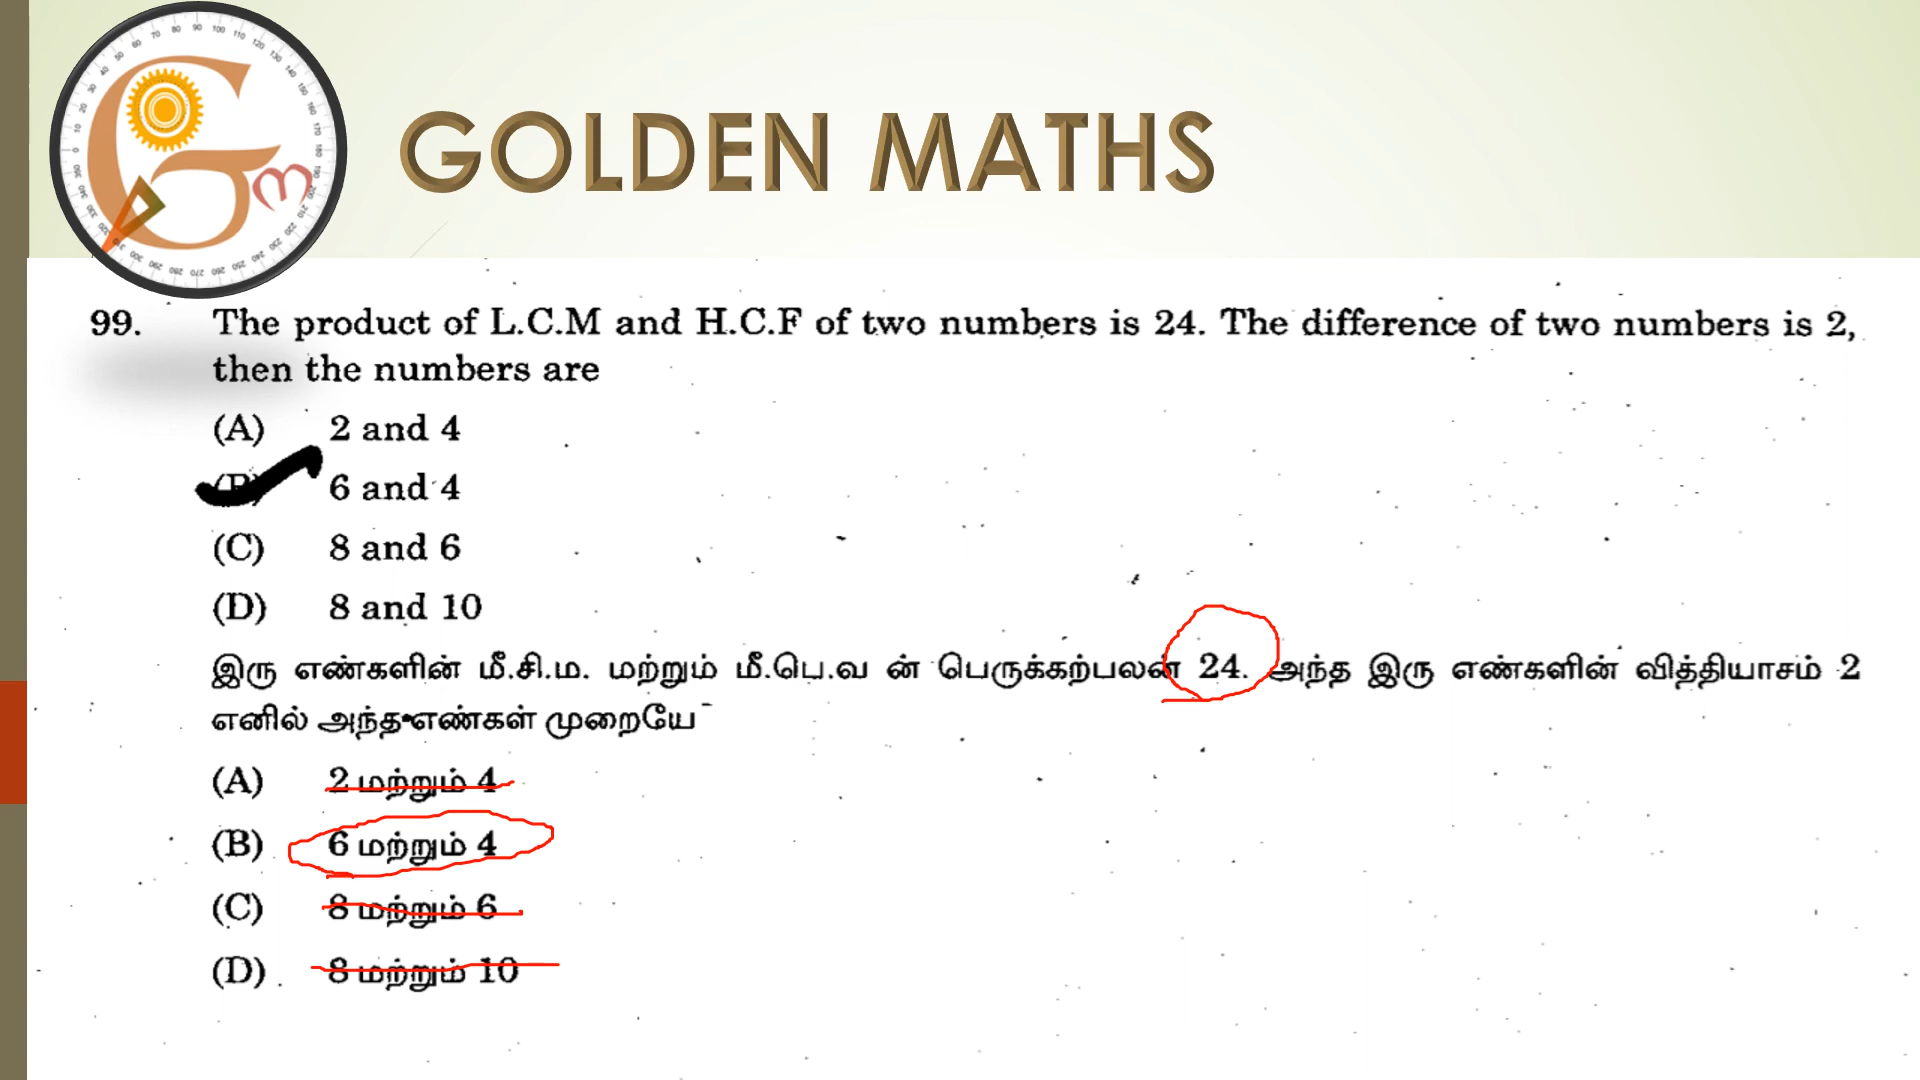 GOLDEN MATHS
99. The product of L.C.M and H.C.F of two numbers is 24. The difference of two numbers is 2,
then the numbers are
(A) 2 and 4
(B) 6 and 4
(C) 8 and 6
(D) 8 and 10
இரு எண்களின் மீ.சி.ம. மற்றும் மீ.பெ.வ ன் பெருக்கற்பலன் 24. அந்த இரு எண்களின் வித்தியாசம் 2
எனில் அந்த எண்கள் முறையே
(A) 2 மற்றும் 4
(B) 6 மற்றும் 4
(C) 8 மற்றும் 6
(D) 8 மற்றும் 10